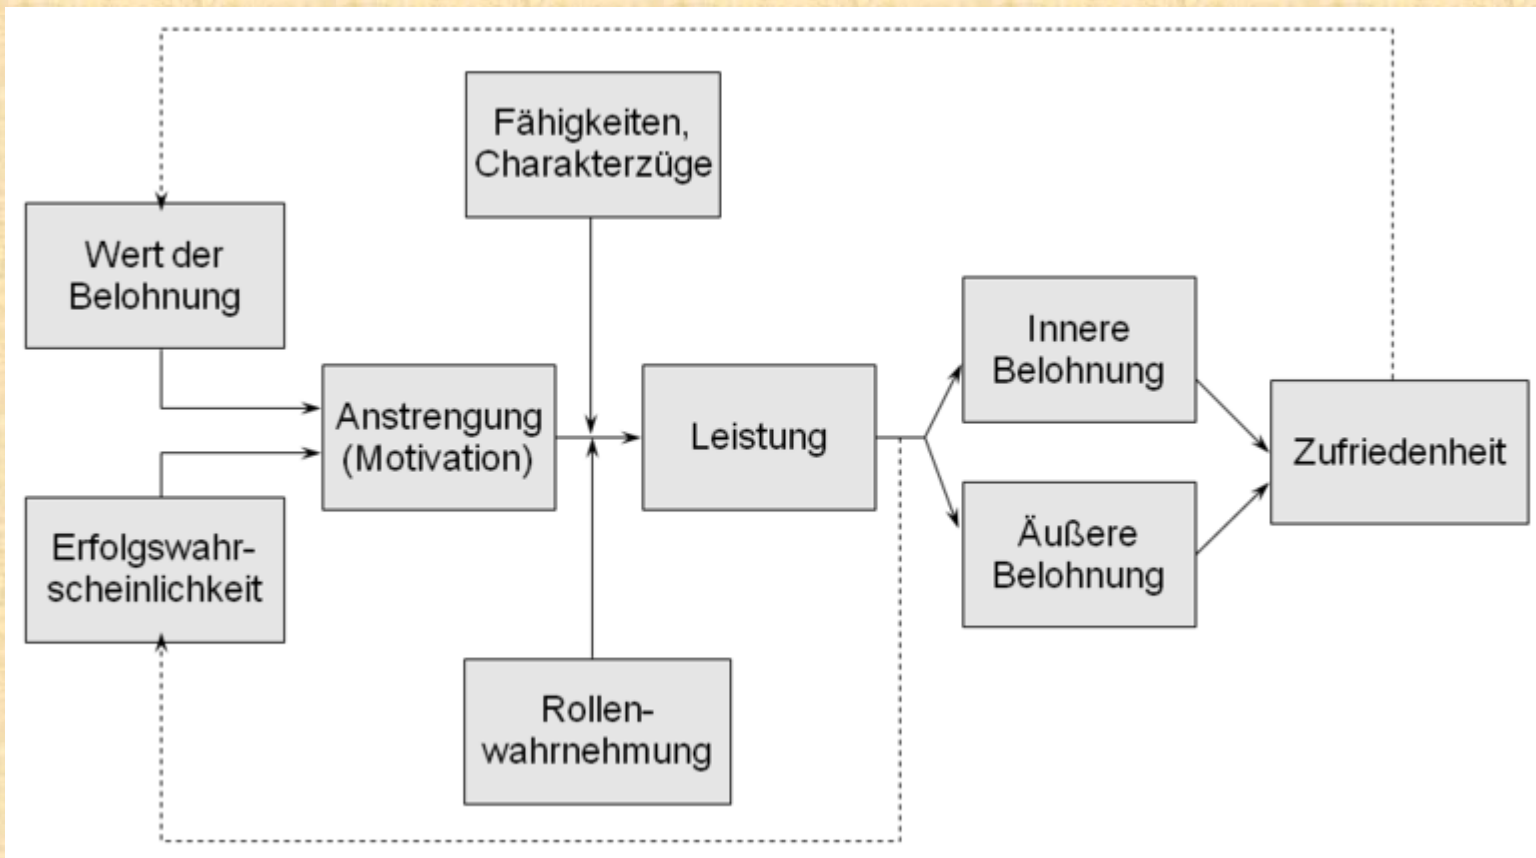 Fähigkeiten,
Charakterzüge
Wert der
Belohnung
Innere
Belohnung
Anstrengung
(Motivation)
Leistung
Zufriedenheit
Erfolgswahr-
scheinlichkeit
Äußere
Belohnung
Rollen-
wahrnehmung